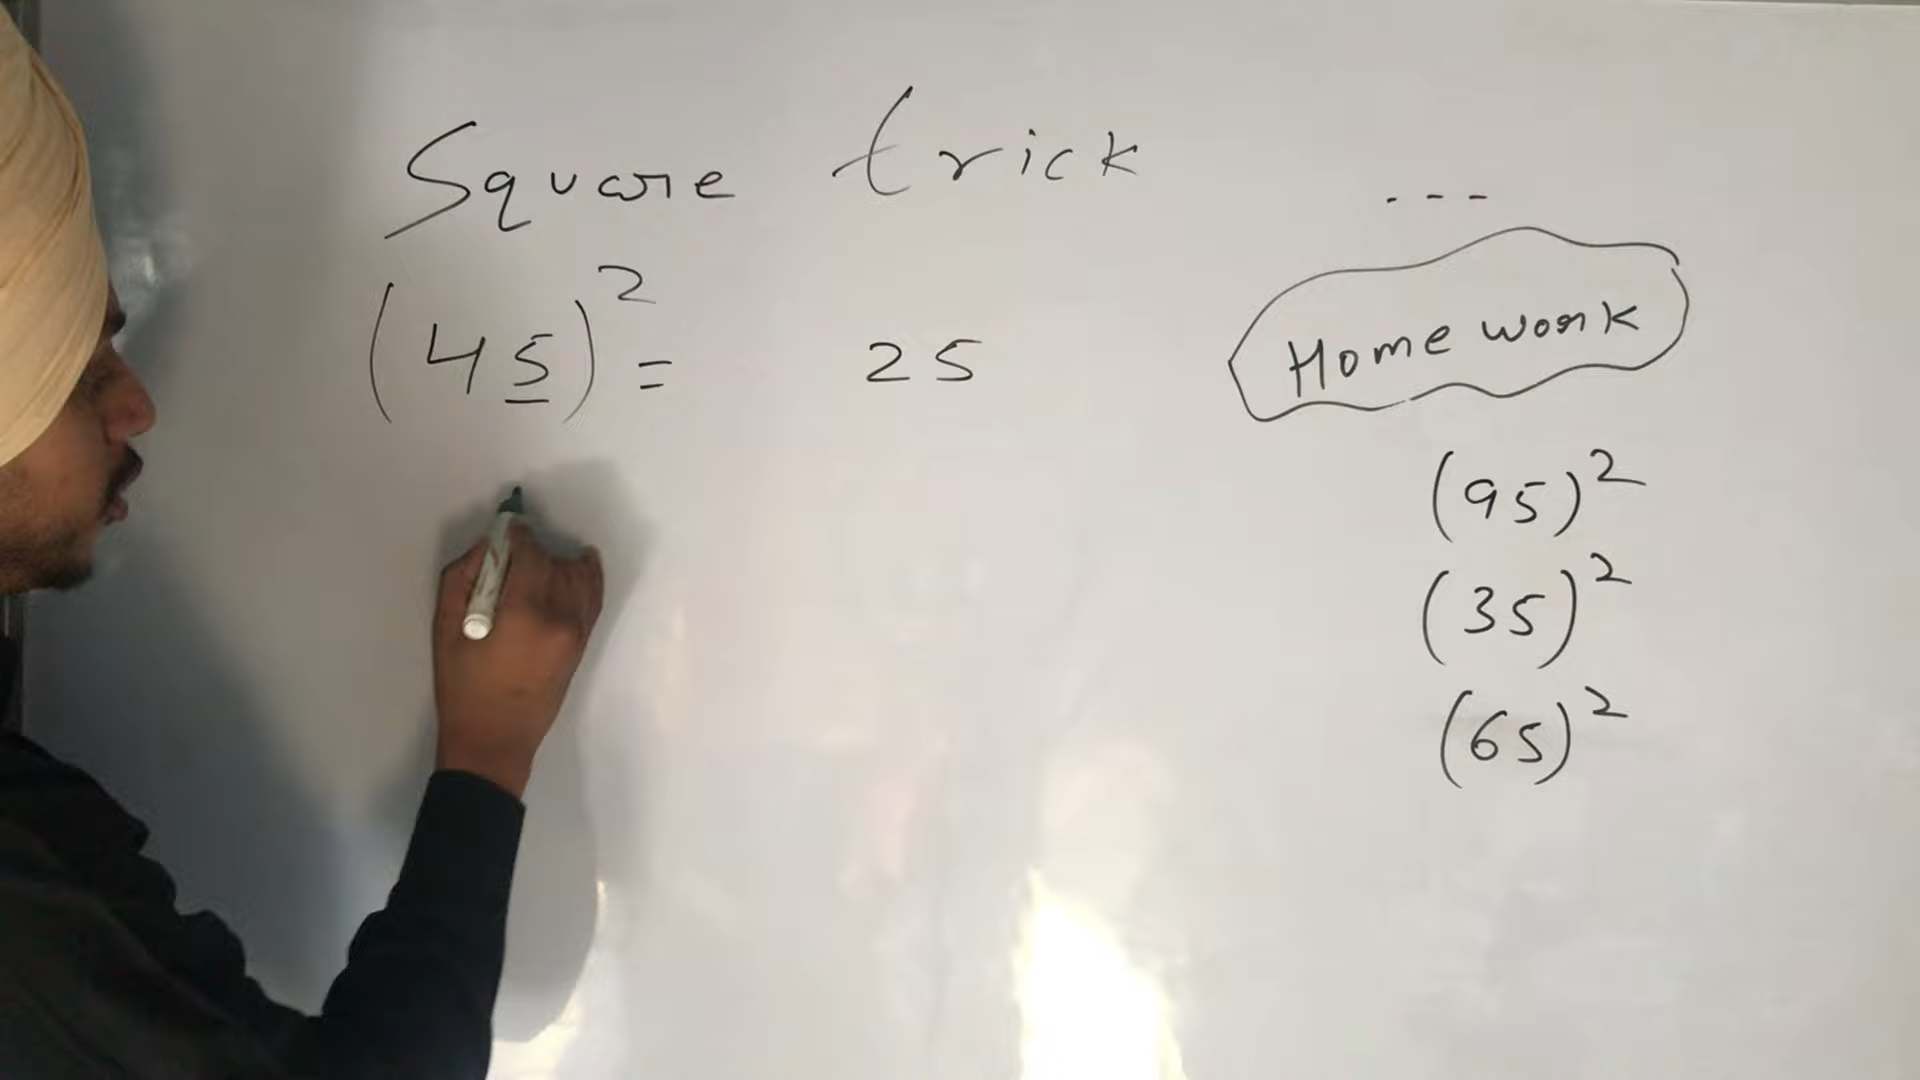 Square trick
(45)² = 25
---
Home work
(95)²
(35)²
(65)²